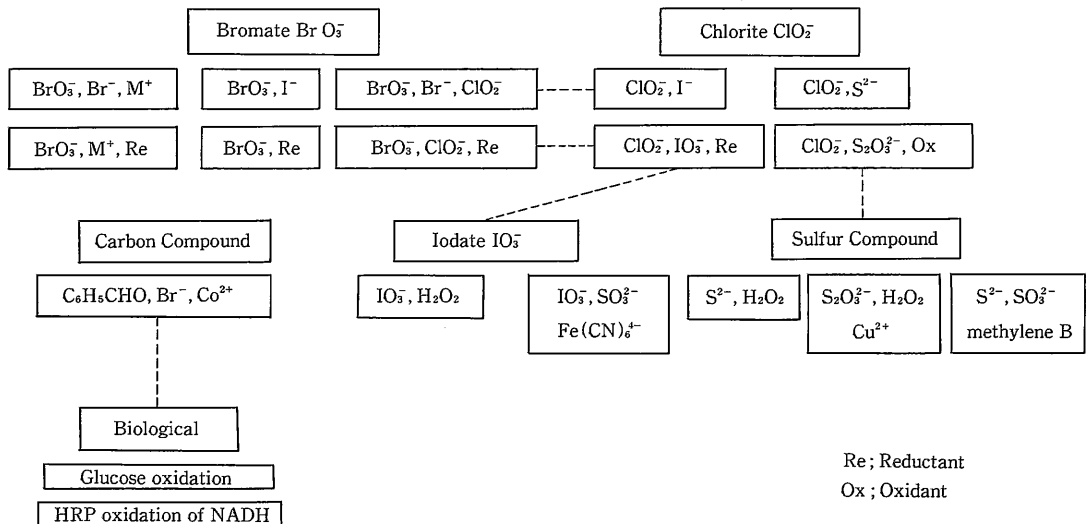 Bromate BrO₃⁻
Chlorite ClO₂⁻
BrO₃⁻, Br⁻, M⁺
BrO₃⁻, I⁻
BrO₃⁻, Br⁻, ClO₂⁻
ClO₂⁻, I⁻
ClO₂⁻, S²⁻
BrO₃⁻, M⁺, Re
BrO₃⁻, Re
BrO₃⁻, ClO₂⁻, Re
ClO₂⁻, IO₃⁻, Re
ClO₂⁻, S₂O₃²⁻, Ox
Carbon Compound
Iodate IO₃⁻
Sulfur Compound
C₆H₅CHO, Br⁻, Co²⁺
IO₃⁻, H₂O₂
IO₃⁻, SO₃²⁻
Fe(CN)₆⁴⁻
S²⁻, H₂O₂
S₂O₃²⁻, H₂O₂
Cu²⁺
S²⁻, SO₃²⁻
methylene B
Biological
Glucose oxidation
HRP oxidation of NADH
Re ; Reductant
Ox ; Oxidant